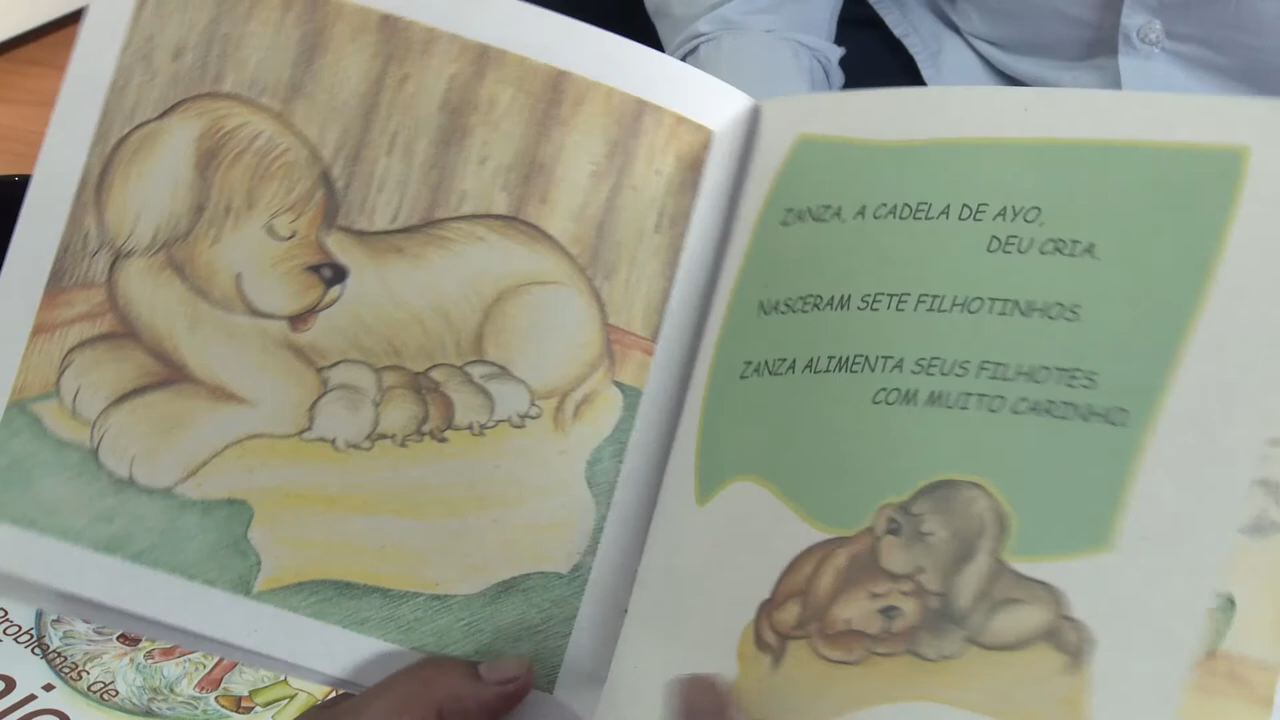 ZANZA, A CADELA DE AYO,
DEU CRIA.
NASCERAM SETE FILHOTINHOS.
ZANZA ALIMENTA SEUS FILHOTES
COM MUITO CARINHO.
Problemas de